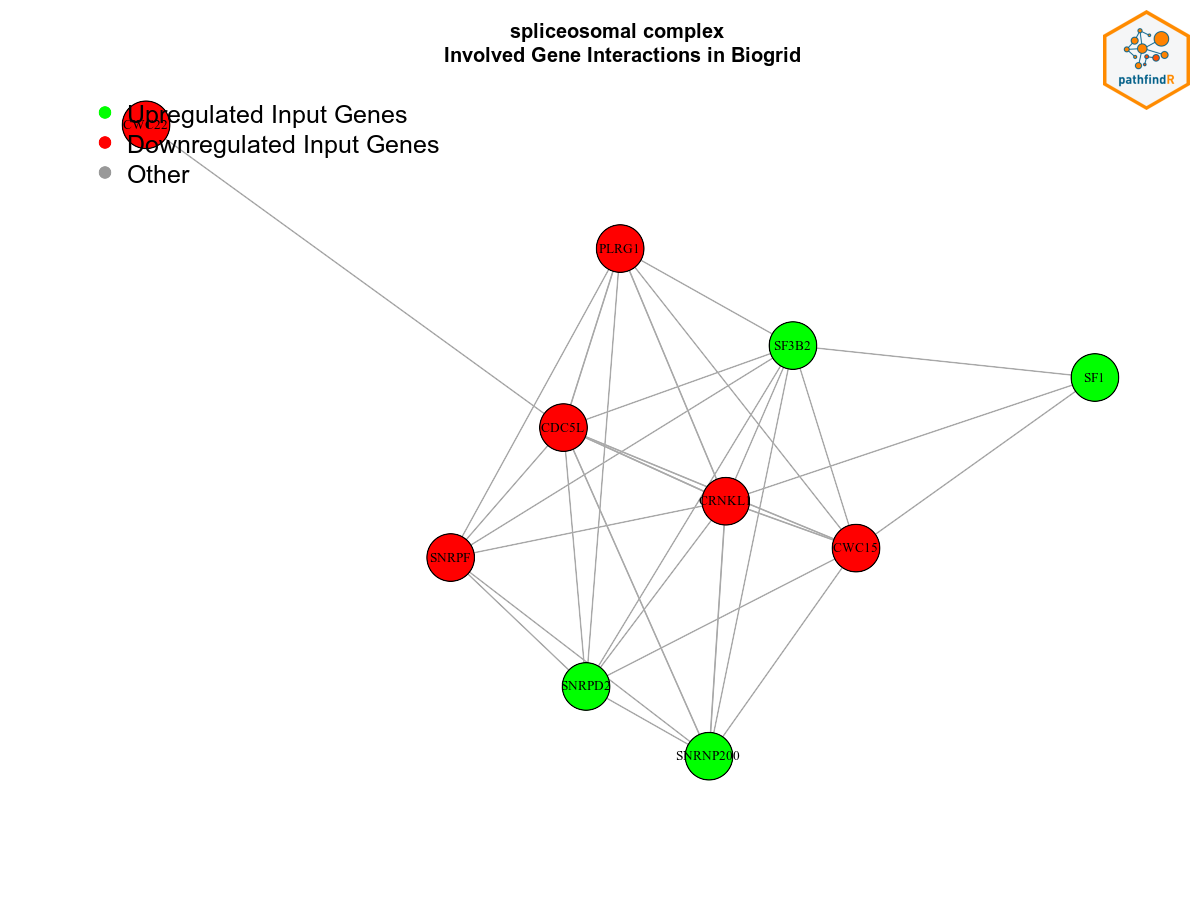 spliceosomal complex
Involved Gene Interactions in Biogrid
pathfindR
Upregulated Input Genes
CWC22
Downregulated Input Genes
Other
PLRG1
SF3B2
SF1
CDC5L
CRNKL1
CWC15
SNRPF
SNRPD2
SNRNP200